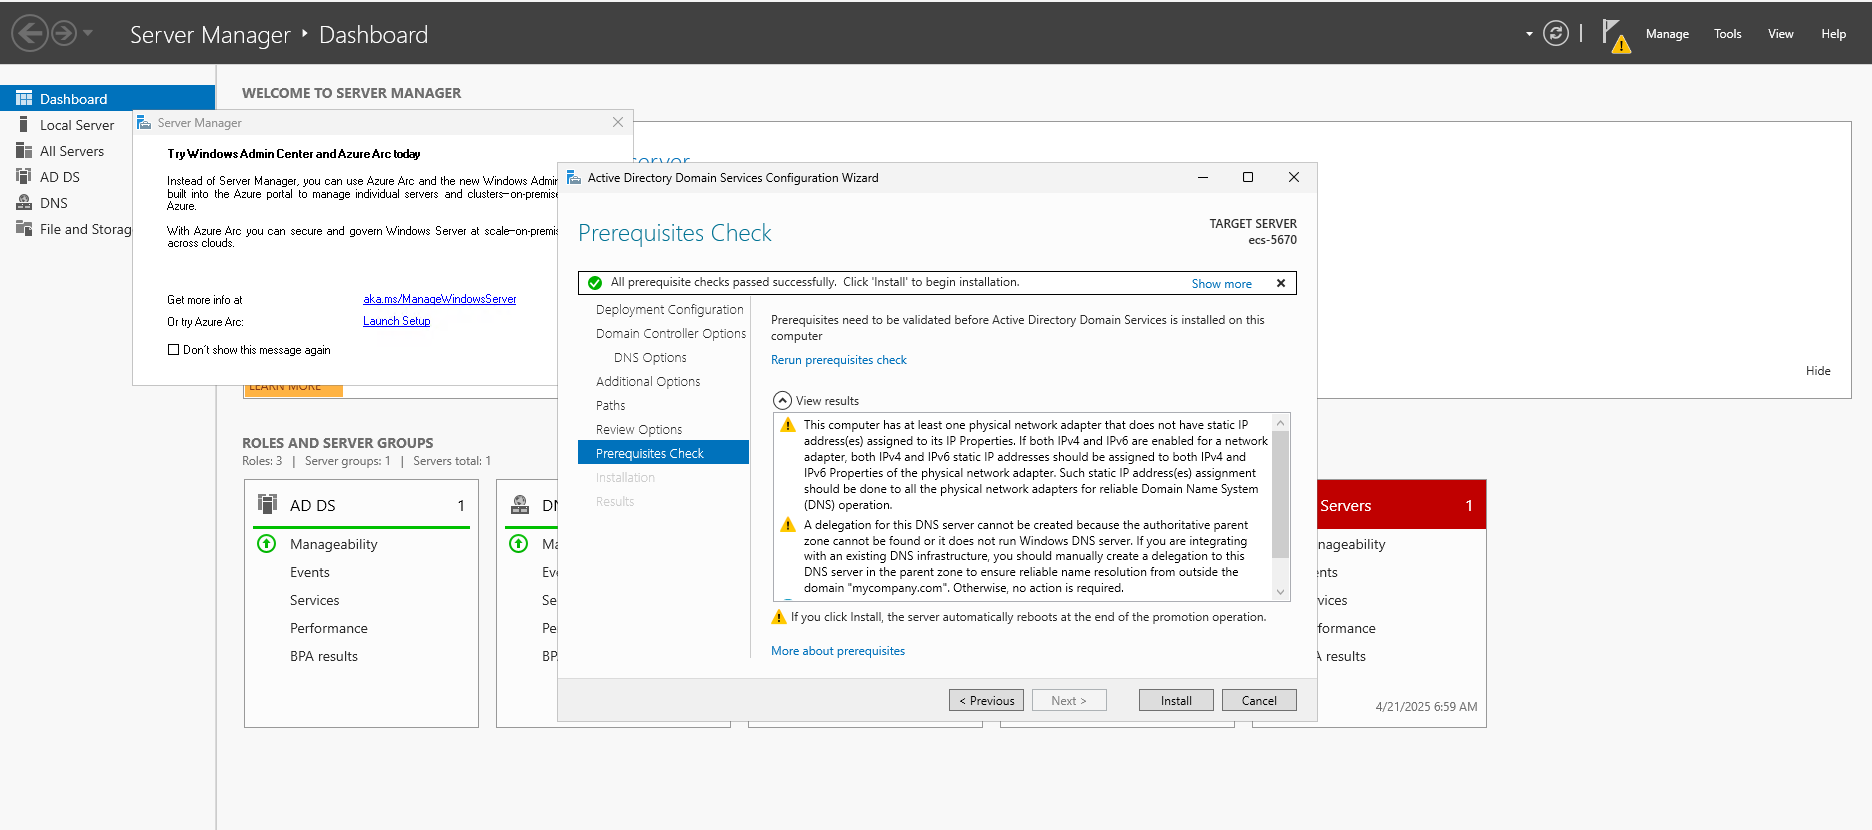 Server Manager ‣ Dashboard
Manage
Tools
View
Help
Dashboard
Local Server
All Servers
AD DS
DNS
File and Storag
WELCOME TO SERVER MANAGER
server
Server Manager
Try Windows Admin Center and Azure Arc today
Instead of Server Manager, you can use Azure Arc and the new Windows Admin
built into the Azure portal to manage individual servers and clusters—on-premise
Azure.
With Azure Arc you can secure and govern Windows Server at scale—on-premis
across clouds.
Get more info at
aka.ms/ManageWindowsServer
Or try Azure Arc:
Launch Setup
Don't show this message again
LEARN MORE
Hide
Active Directory Domain Services Configuration Wizard
Prerequisites Check
TARGET SERVER
ecs-5670
All prerequisite checks passed successfully. Click 'Install' to begin installation.
Show more
Deployment Configuration
Domain Controller Options
DNS Options
Additional Options
Paths
Review Options
Prerequisites Check
Installation
Results
Prerequisites need to be validated before Active Directory Domain Services is installed on this
computer
Rerun prerequisites check
View results
This computer has at least one physical network adapter that does not have static IP
address(es) assigned to its IP Properties. If both IPv4 and IPv6 are enabled for a network
adapter, both IPv4 and IPv6 static IP addresses should be assigned to both IPv4 and
IPv6 Properties of the physical network adapter. Such static IP address(es) assignment
should be done to all the physical network adapters for reliable Domain Name System
(DNS) operation.
A delegation for this DNS server cannot be created because the authoritative parent
zone cannot be found or it does not run Windows DNS server. If you are integrating
with an existing DNS infrastructure, you should manually create a delegation to this
DNS server in the parent zone to ensure reliable name resolution from outside the
domain "mycompany.com". Otherwise, no action is required.
If you click Install, the server automatically reboots at the end of the promotion operation.
More about prerequisites
< Previous
Next >
Install
Cancel
ROLES AND SERVER GROUPS
Roles: 3 | Server groups: 1 | Servers total: 1
AD DS 1
Manageability
Events
Services
Performance
BPA results
DN
Ma
Eve
Se
Pe
BP
Servers 1
nageability
nts
vices
formance
A results
4/21/2025 6:59 AM